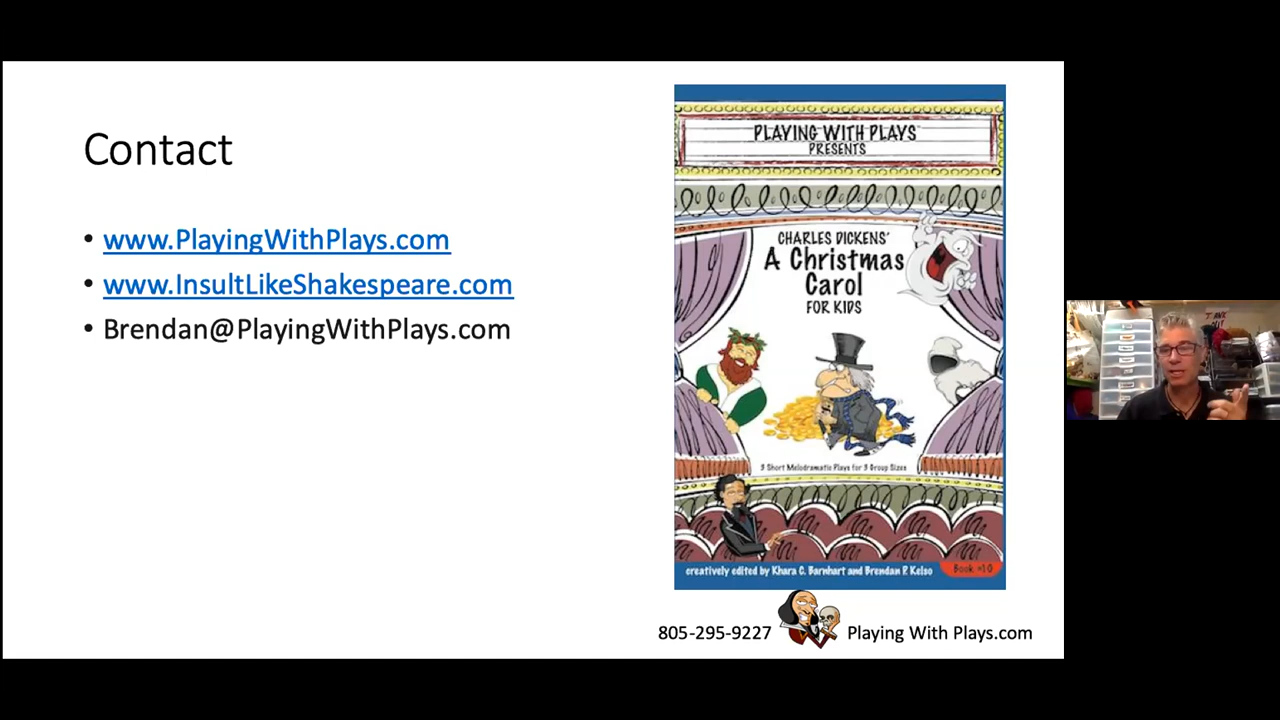 Contact
• www.PlayingWithPlays.com
• www.InsultLikeShakespeare.com
• Brendan@PlayingWithPlays.com
PLAYING WITH PLAYS
PRESENTS
CHARLES DICKENS'
A Christmas
Carol
FOR KIDS
3 Short Melodramatic Plays for 3 Group Sizes
creatively edited by Khara C. Barnhart and Brendan P. Kelso
Book #10
805-295-9227
Playing With Plays.com